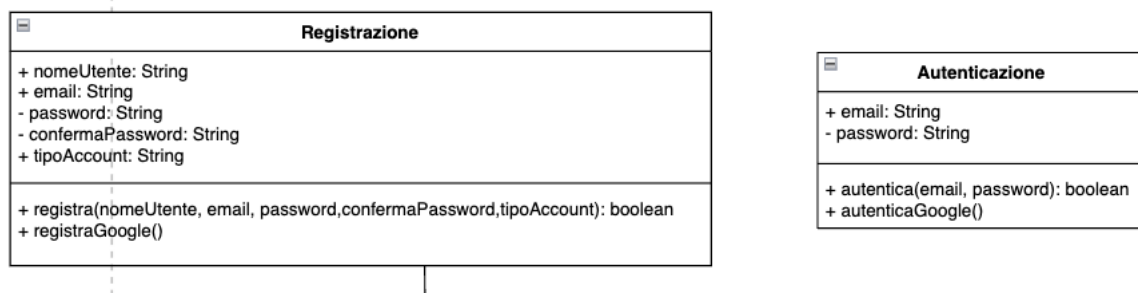 Registrazione
+ nomeUtente: String
+ email: String
- password: String
- confermaPassword: String
+ tipoAccount: String
+ registra(nomeUtente, email, password,confermaPassword,tipoAccount): boolean
+ registraGoogle()
Autenticazione
+ email: String
- password: String
+ autentica(email, password): boolean
+ autenticaGoogle()